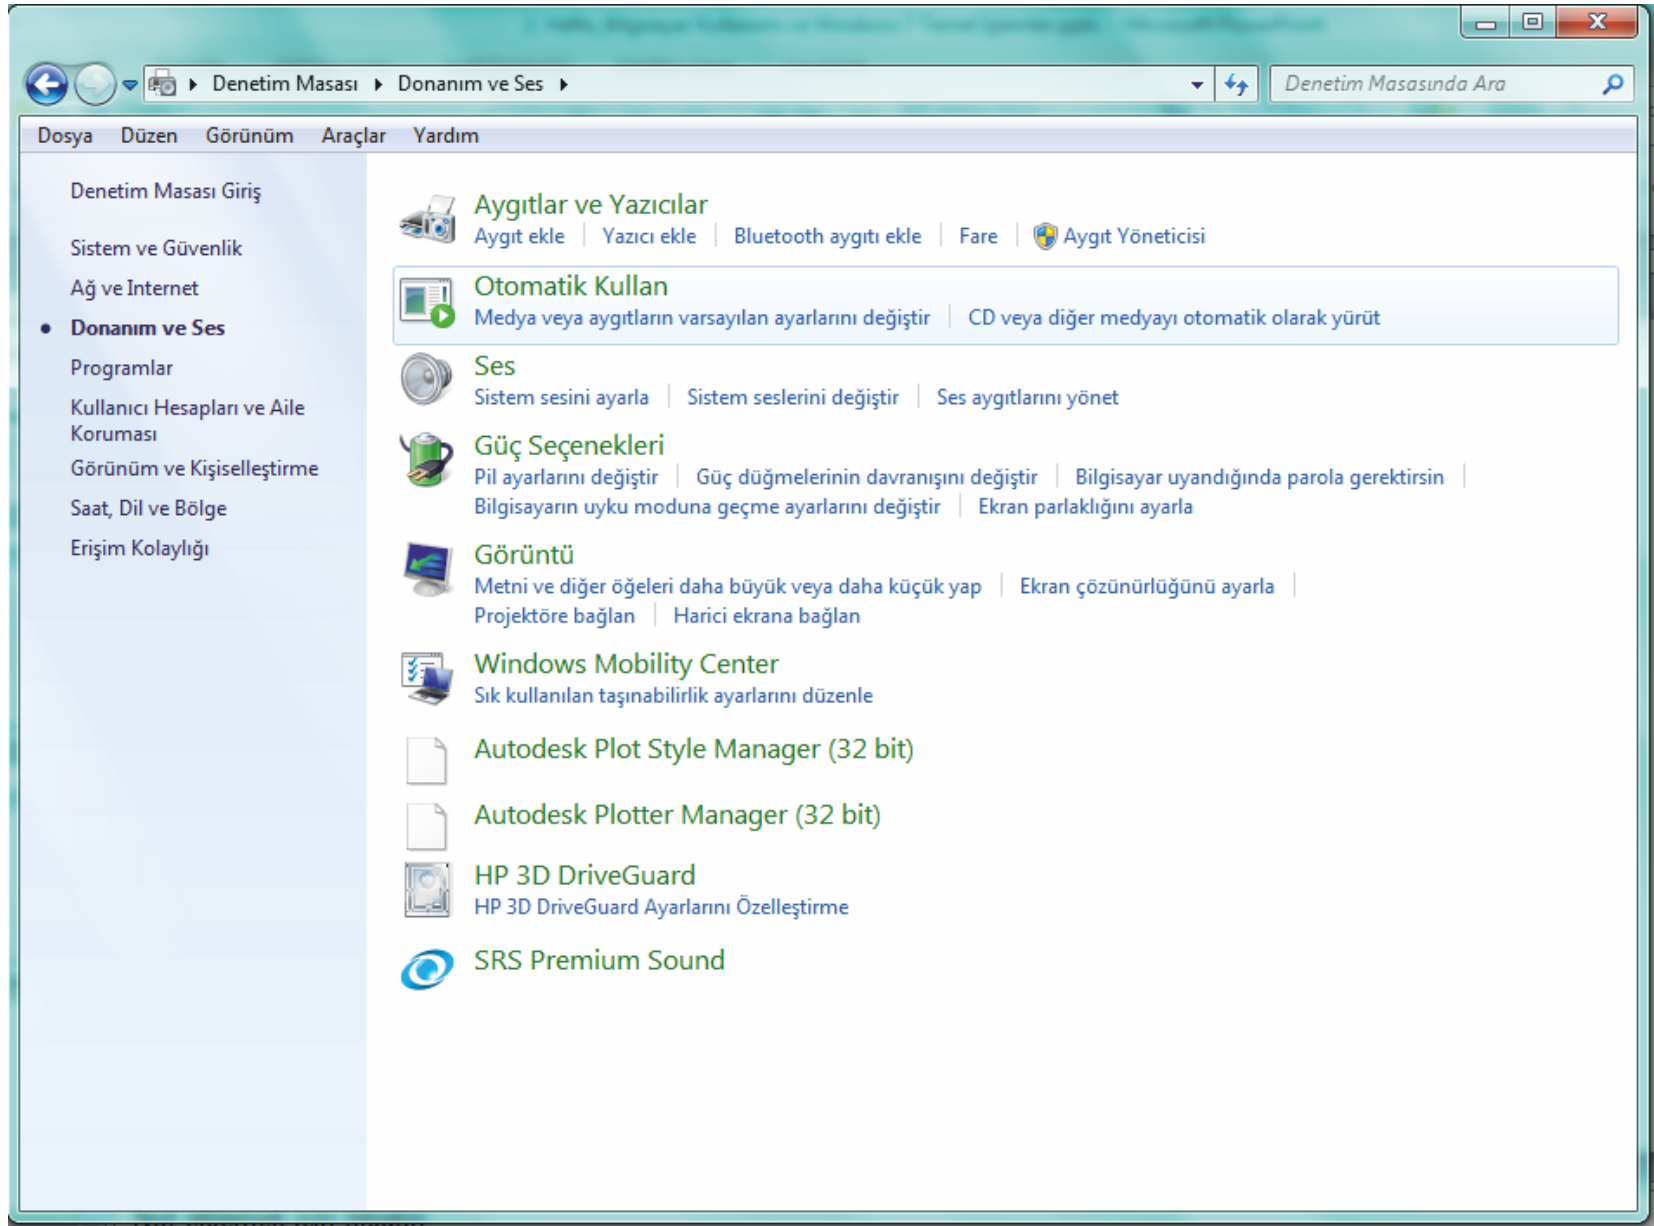 Denetim Masası Donanım ve Ses Denetim Masasında Ara
Dosya Düzen Görünüm Araçlar Yardım
Denetim Masası Giriş
Sistem ve Güvenlik
Ağ ve Internet
Donanım ve Ses
Programlar
Kullanıcı Hesapları ve Aile
Koruması
Görünüm ve Kişiselleştirme
Saat, Dil ve Bölge
Erişim Kolaylığı
Aygıtlar ve Yazıcılar
Aygıt ekle Yazıcı ekle Bluetooth aygıtı ekle Fare Aygıt Yöneticisi
Otomatik Kullan
Medya veya aygıtların varsayılan ayarlarını değiştir CD veya diğer medyayı otomatik olarak yürüt
Ses
Sistem sesini ayarla Sistem seslerini değiştir Ses aygıtlarını yönet
Güç Seçenekleri
Pil ayarlarını değiştir Güç düğmelerinin davranışını değiştir Bilgisayar uyandığında parola gerektirsin
Bilgisayarın uyku moduna geçme ayarlarını değiştir Ekran parlaklığını ayarla
Görüntü
Metni ve diğer öğeleri daha büyük veya daha küçük yap Ekran çözünürlüğünü ayarla
Projektöre bağlan Harici ekrana bağlan
Windows Mobility Center
Sık kullanılan taşınabilirlik ayarlarını düzenle
Autodesk Plot Style Manager (32 bit)
Autodesk Plotter Manager (32 bit)
HP 3D DriveGuard
HP 3D DriveGuard Ayarlarını Özelleştirme
SRS Premium Sound